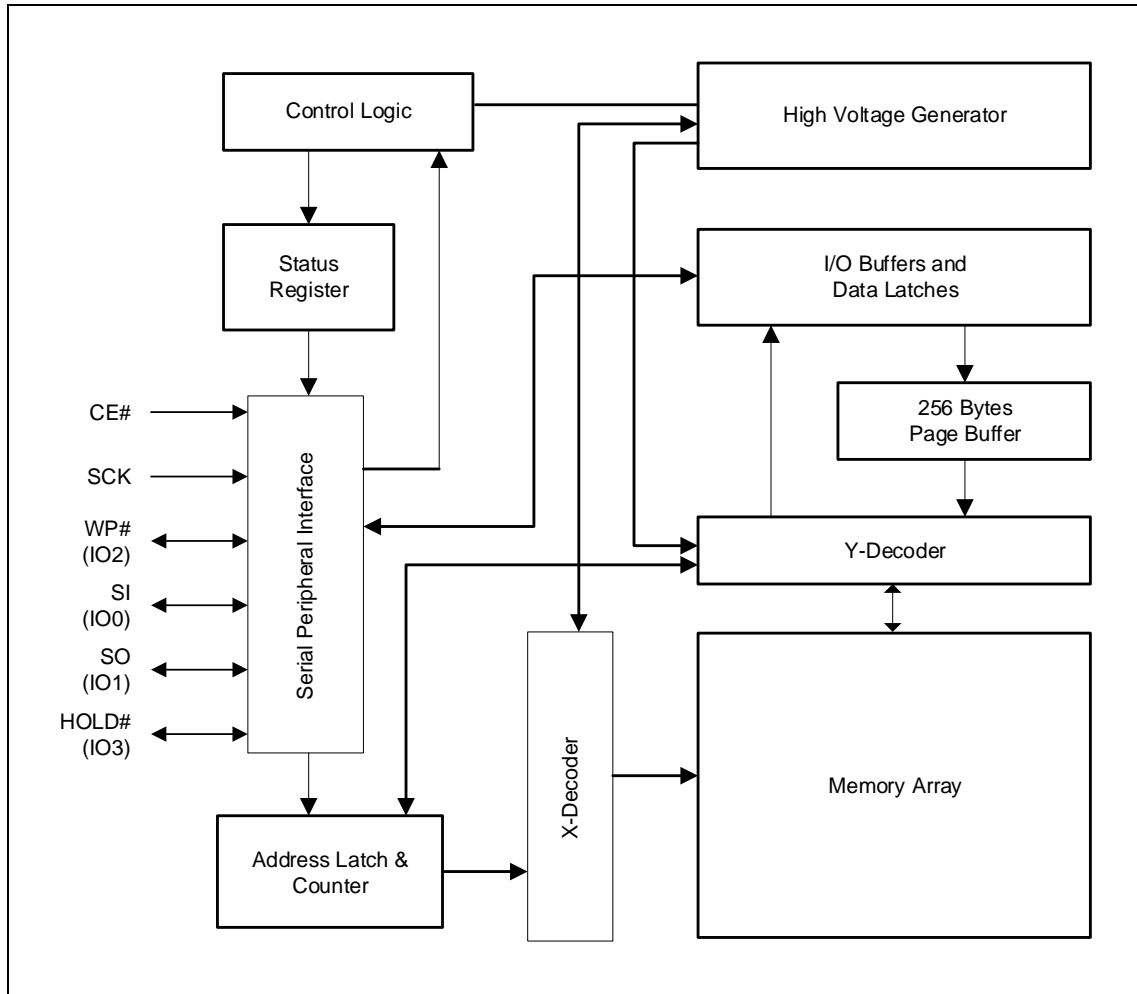 Control Logic
High Voltage Generator
Status
Register
I/O Buffers and
Data Latches
256 Bytes
Page Buffer
CE#
SCK
WP#
(IO2)
SI
(IO0)
SO
(IO1)
HOLD#
(IO3)
Serial Peripheral Interface
Y-Decoder
X-Decoder
Memory Array
Address Latch &
Counter